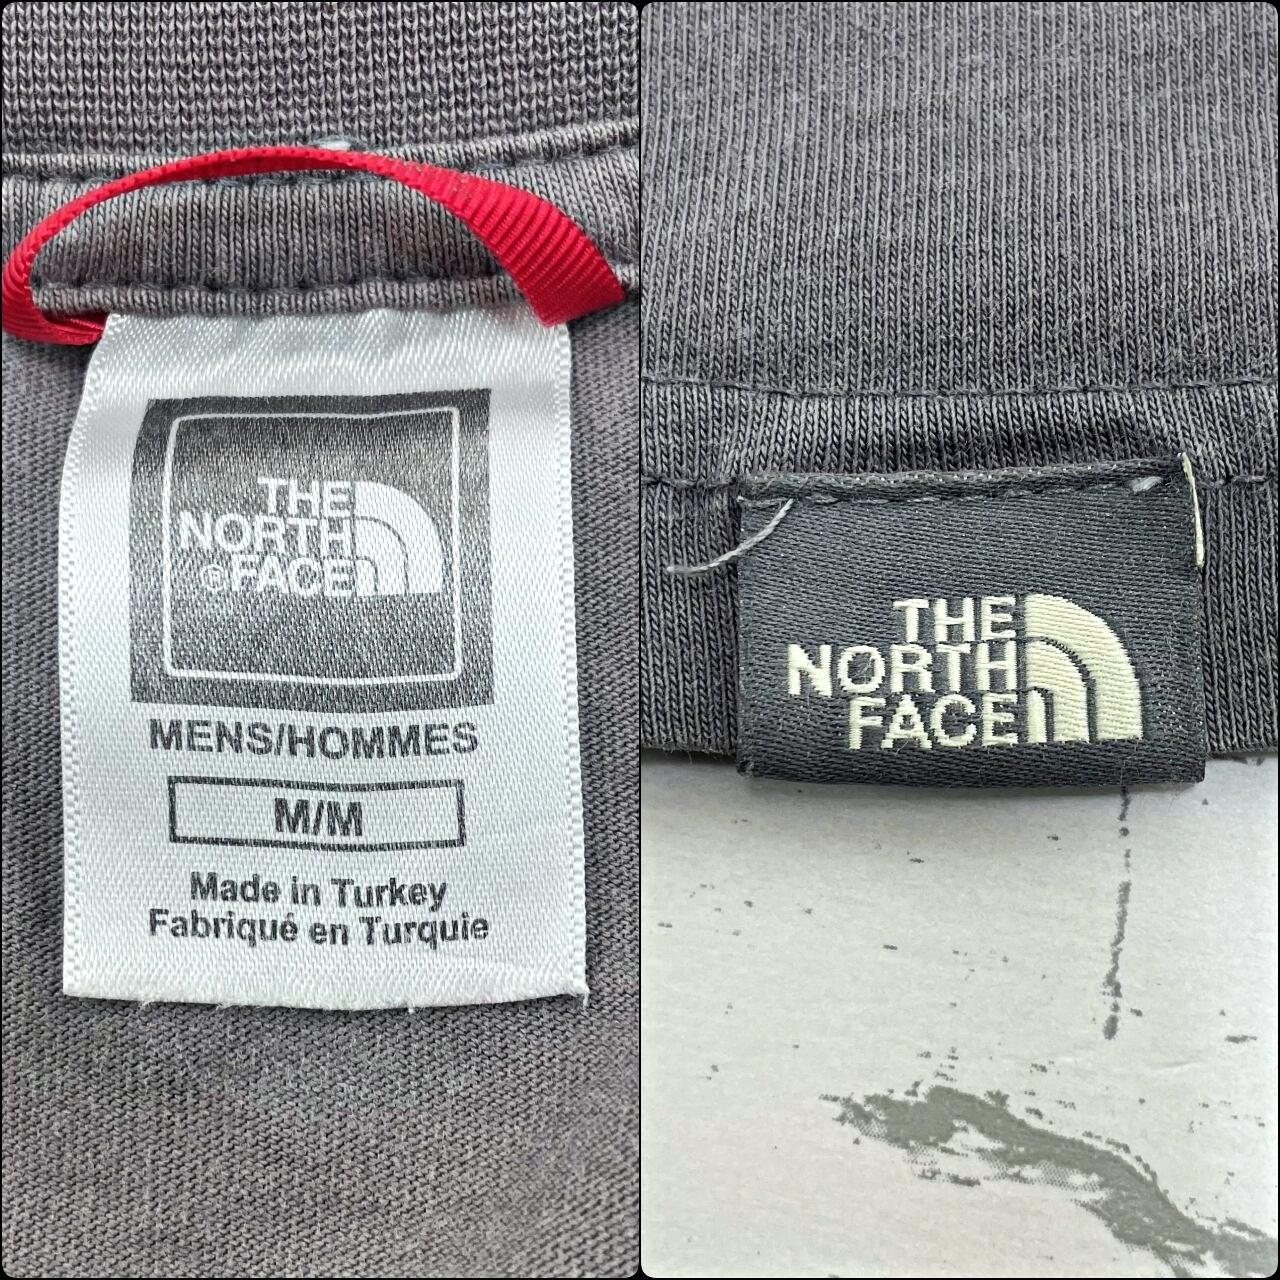 THE
NORTH
®FACE
MENS/HOMMES
M/M
Made in Turkey
Fabriqué en Turquie
THE
NORTH
FACE